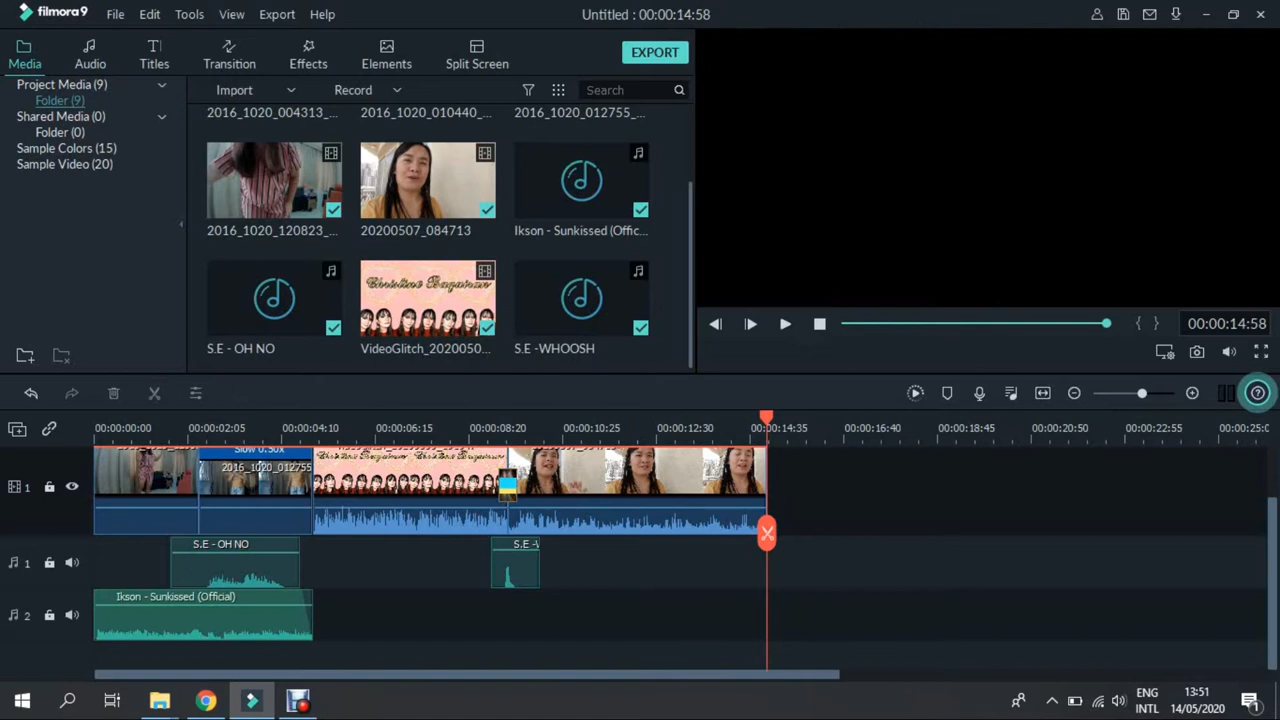 filmora9 File Edit Tools View Export Help Untitled : 00:00:14:58
Media Audio Titles Transition Effects Elements Split Screen EXPORT
Project Media (9)
Folder (9)
Shared Media (0)
Folder (0)
Sample Colors (15)
Sample Video (20)
Import Record Search
2016_1020_004313_... 2016_1020_010440_... 2016_1020_012755_...
2016_1020_120823_... 20200507_084713 Ikson - Sunkissed (Offic...
Christine Bagairan
S.E - OH NO VideoGlitch_2020050... S.E -WHOOSH
00:00:14:58
00:00:00:00 00:00:02:05 00:00:04:10 00:00:06:15 00:00:08:20 00:00:10:25 00:00:12:30 00:00:14:35 00:00:16:40 00:00:18:45 00:00:20:50 00:00:22:55 00:00:25:0
Slow 0.50x
2016_1020_012755
1
S.E - OH NO S.E -
1
Ikson - Sunkissed (Official)
2
ENG 13:51
INTL 14/05/2020 1